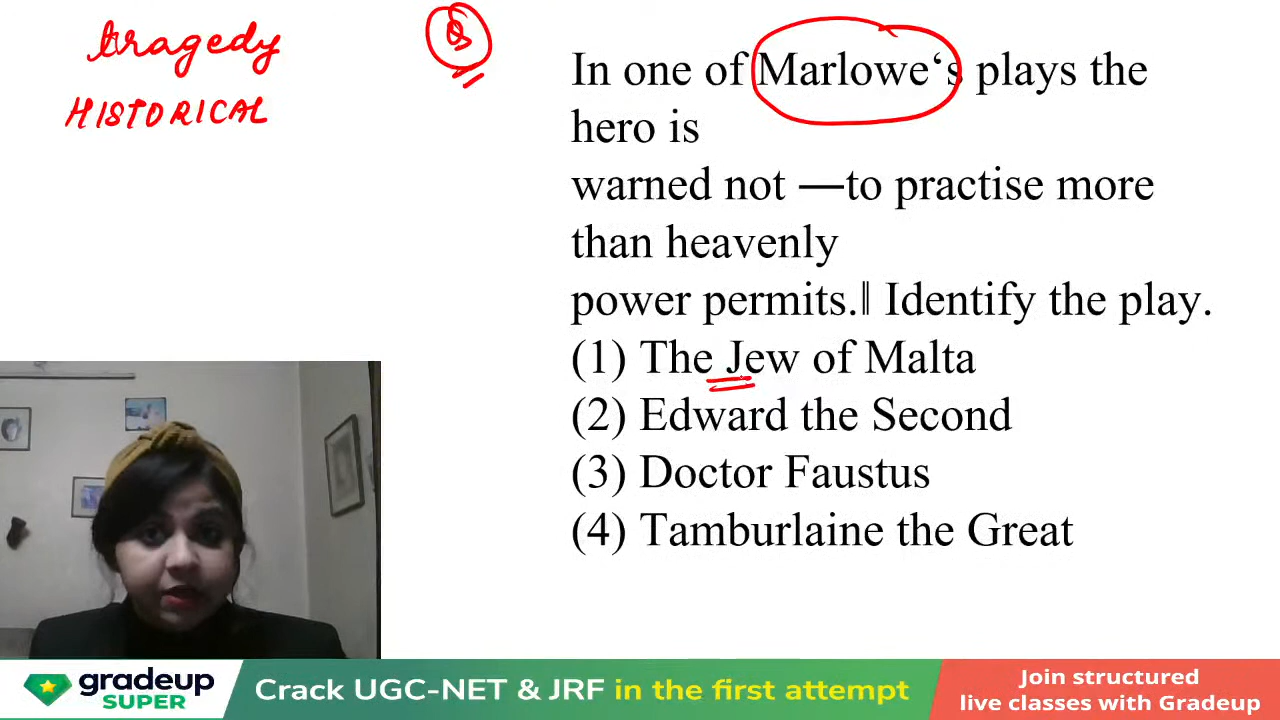 tragedy
HISTORICAL
Q
In one of Marlowe‘s plays the
hero is
warned not ―to practise more
than heavenly
power permits.‖ Identify the play.
(1) The Jew of Malta
(2) Edward the Second
(3) Doctor Faustus
(4) Tamburlaine the Great
gradeup
SUPER
Crack UGC-NET & JRF in the first attempt
Join structured
live classes with Gradeup